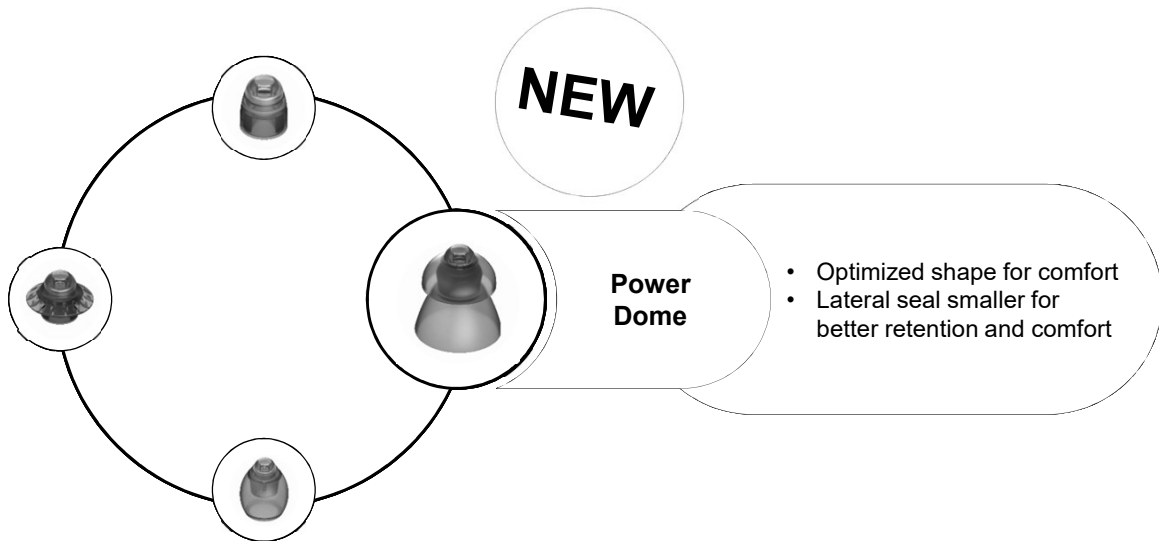 NEW
Power
Dome
• Optimized shape for comfort
• Lateral seal smaller for
better retention and comfort